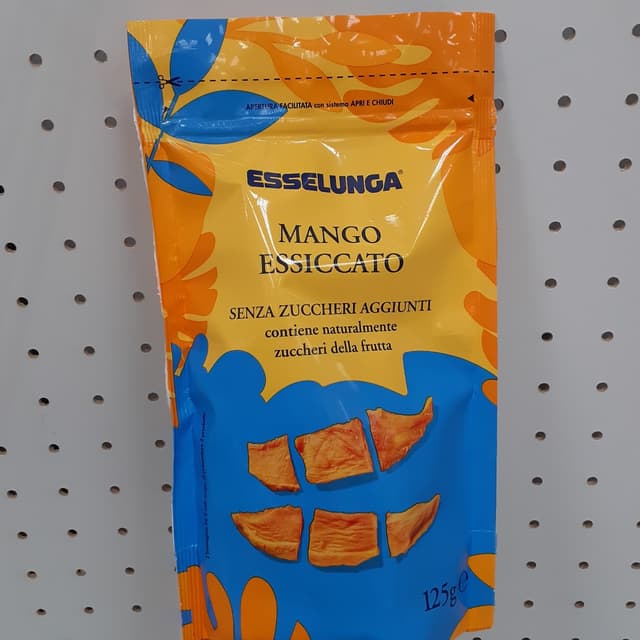 APERTURA FACILITATA con sistema APRI E CHIUDI
ESSELUNGA
MANGO
ESSICCATO
SENZA ZUCCHERI AGGIUNTI
contiene naturalmente
zuccheri della frutta
125g e